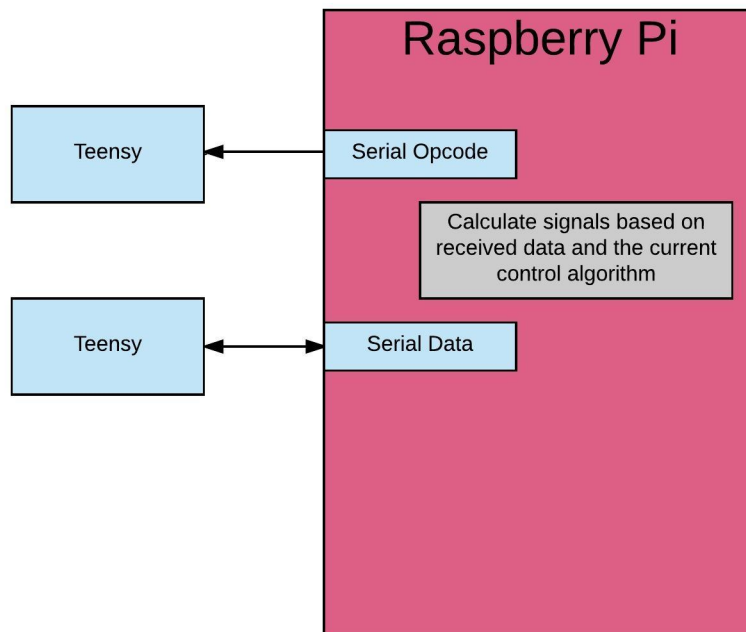 Raspberry Pi
Teensy
Serial Opcode
Calculate signals based on
received data and the current
control algorithm
Teensy
Serial Data